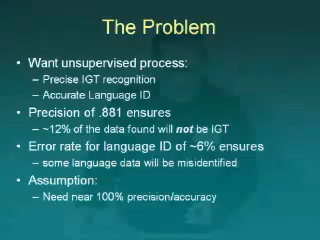 The Problem
• Want unsupervised process:
– Precise IGT recognition
– Accurate Language ID
• Precision of .881 ensures
– ~12% of the data found will not be IGT
• Error rate for language ID of ~6% ensures
– some language data will be misidentified
• Assumption:
– Need near 100% precision/accuracy